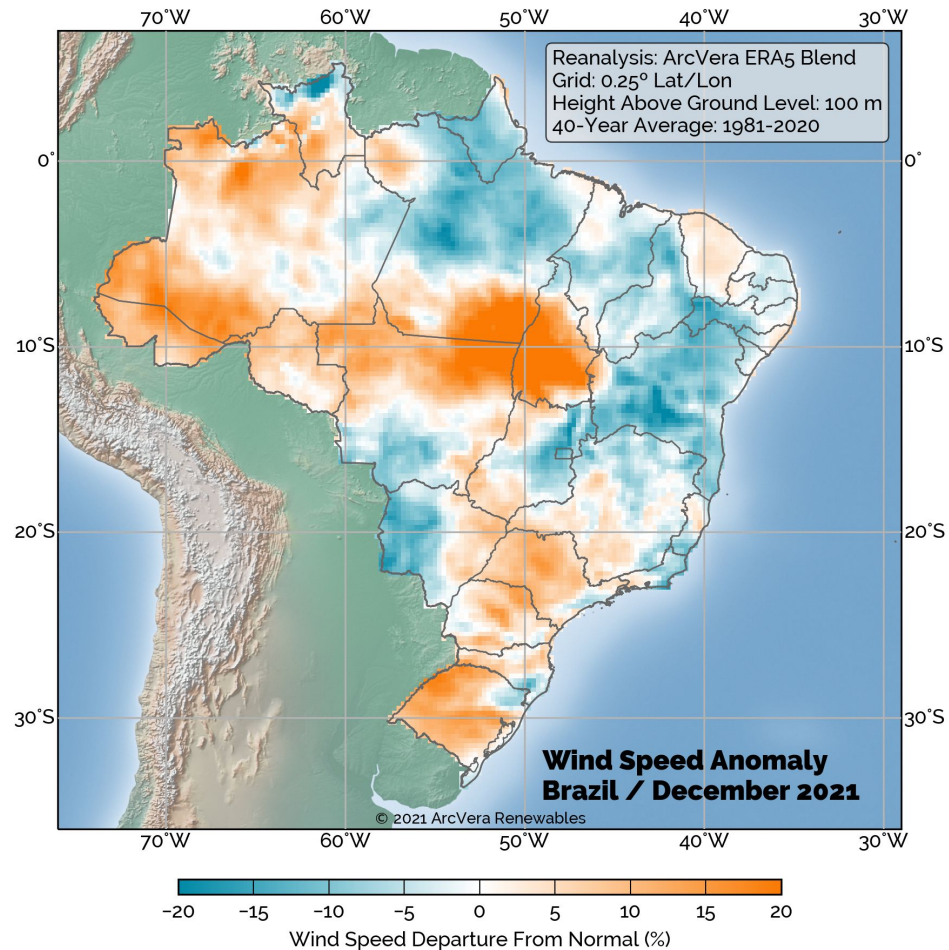 70°W 60°W 50°W 40°W 30°W
Reanalysis: ArcVera ERA5 Blend
Grid: 0.25º Lat/Lon
Height Above Ground Level: 100 m
40-Year Average: 1981-2020
0° 0°
10°S 10°S
20°S 20°S
30°S 30°S
Wind Speed Anomaly
Brazil / December 2021
© 2021 ArcVera Renewables
70°W 60°W 50°W 40°W 30°W
−20 −15 −10 −5 0 5 10 15 20
Wind Speed Departure From Normal (%)